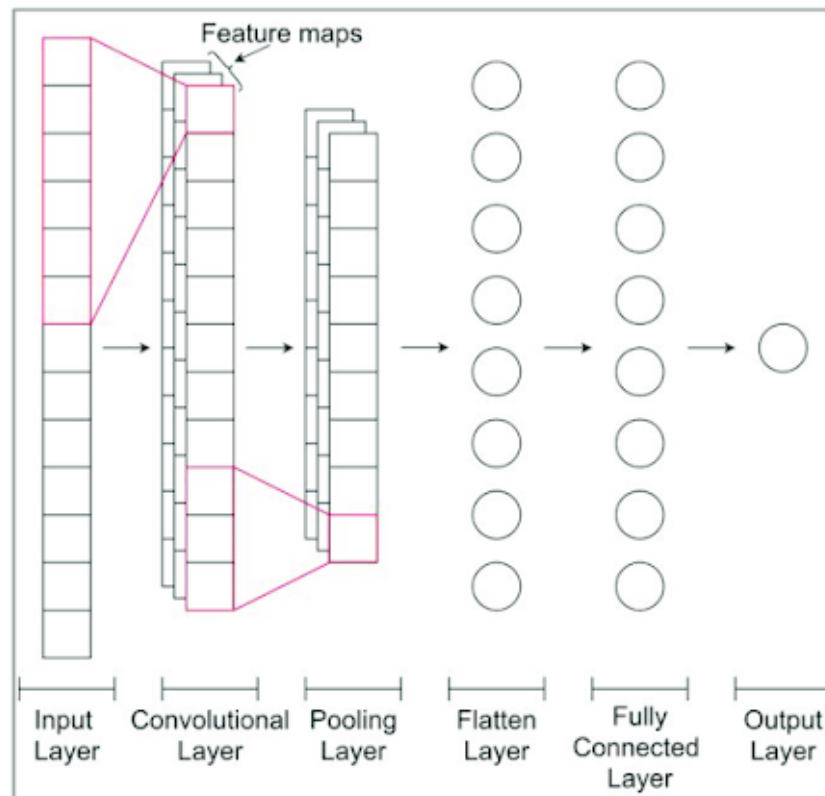 Feature maps
Input
Layer
Convolutional
Layer
Pooling
Layer
Flatten
Layer
Fully
Connected
Layer
Output
Layer